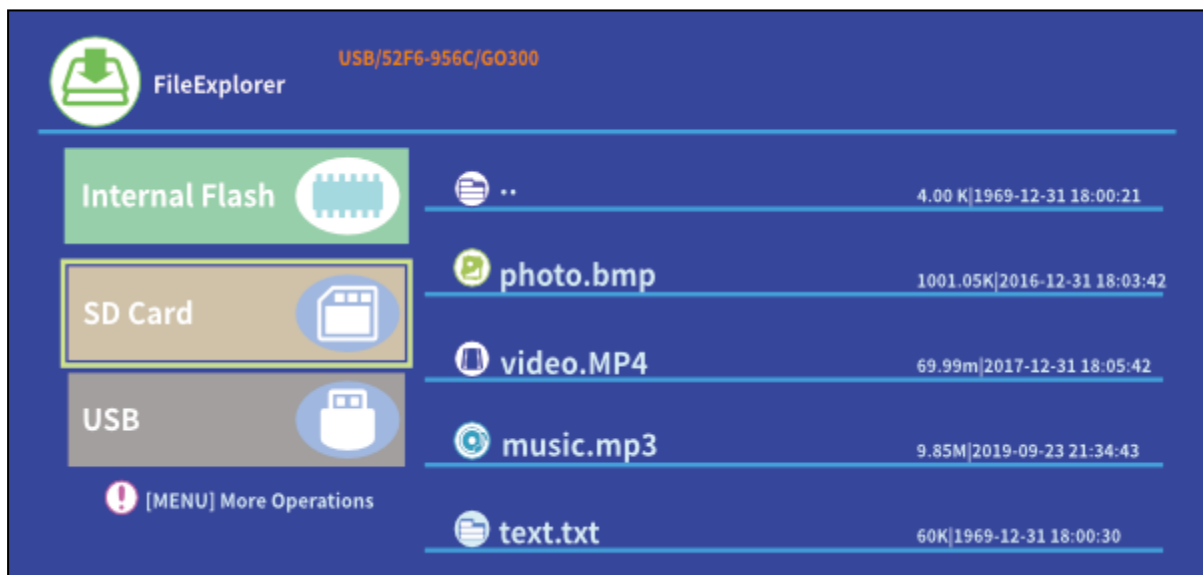 USB/52F6-956C/GO300
FileExplorer
Internal Flash
SD Card
USB
[MENU] More Operations
.. 4.00 K|1969-12-31 18:00:21
photo.bmp 1001.05K|2016-12-31 18:03:42
video.MP4 69.99m|2017-12-31 18:05:42
music.mp3 9.85M|2019-09-23 21:34:43
text.txt 60K|1969-12-31 18:00:30